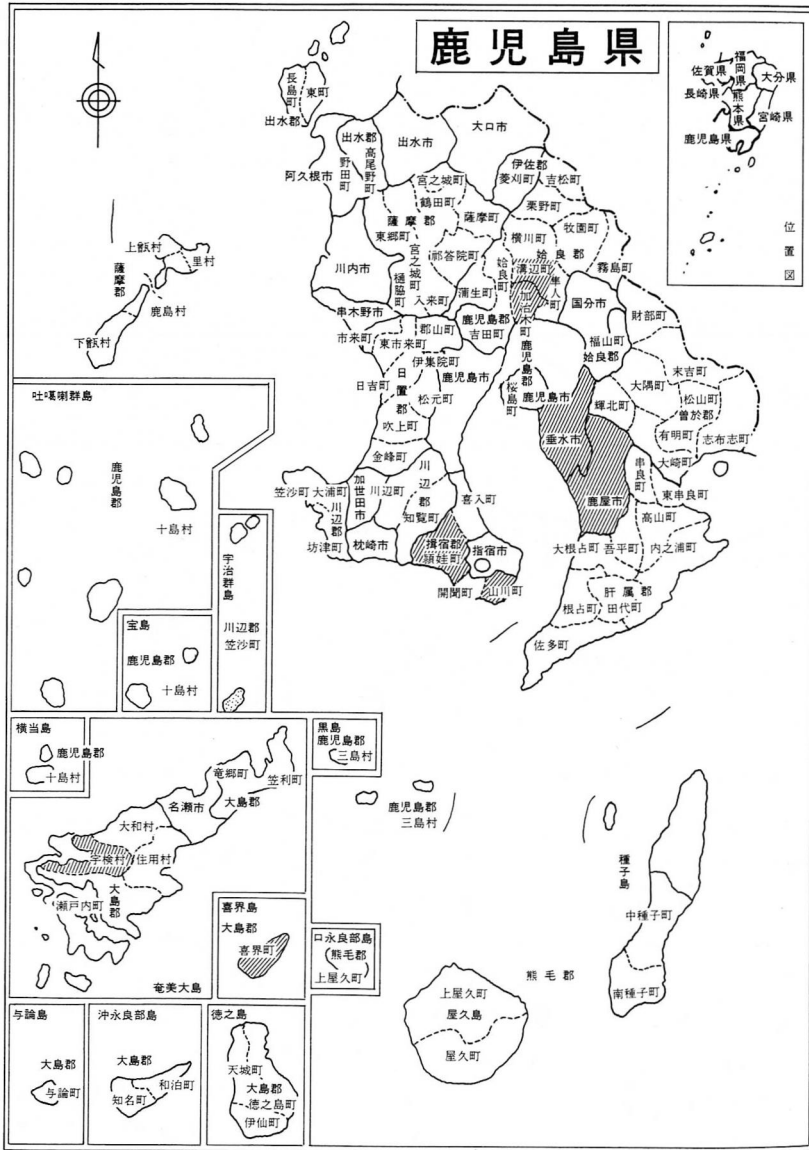 鹿児島県
福岡県
佐賀県
大分県
長崎県
熊本県
宮崎県
鹿児島県
位置図
長島町
東町
出水郡
出水郡
出水市
大口市
高尾野町
野田町
阿久根市
伊佐郡
菱刈町
吉松町
宮之城町
鶴田町
栗野町
薩摩郡
薩摩町
牧園町
東郷町
横川町
姶良郡
宮之城町
祁答院町
姶良町
溝辺町
霧島町
上甑村
里村
薩摩郡
鹿島村
下甑村
川内市
樋脇町
入来町
蒲生町
加治木町
隼人町
国分市
財部町
串木野市
市来町
郡山町
鹿児島郡
吉田町
福山町
姶良郡
東市来町
伊集院町
鹿児島郡
末吉町
日吉町
日置郡
鹿児島市
桜島町
鹿児島市
大隅町
輝北町
松山町
曽於郡
松元町
吹上町
垂水市
有明町
志布志町
金峰町
大崎町
串良町
東串良町
笠沙町
大浦町
加世田市
川辺町
川辺郡
喜入町
鹿屋市
高山町
川辺郡
知覧町
坊津町
枕崎市
揖宿郡
頴娃町
指宿市
大根占町
吾平町
内之浦町
開聞町
山川町
肝属郡
根占町
田代町
佐多町
吐噶喇群島
鹿児島郡
十島村
宇治群島
川辺郡
笠沙町
宝島
鹿児島郡
十島村
横当島
鹿児島郡
十島村
黒島
鹿児島郡
三島村
鹿児島郡
三島村
竜郷町
笠利町
名瀬市
大島郡
大和村
宇検村
住用村
大島郡
瀬戸内町
奄美大島
喜界島
大島郡
喜界町
口永良部島
熊毛郡
上屋久町
種子島
中種子町
南種子町
熊毛郡
上屋久町
屋久島
屋久町
与論島
大島郡
与論町
沖永良部島
大島郡
和泊町
知名町
徳之島
天城町
大島郡
徳之島町
伊仙町